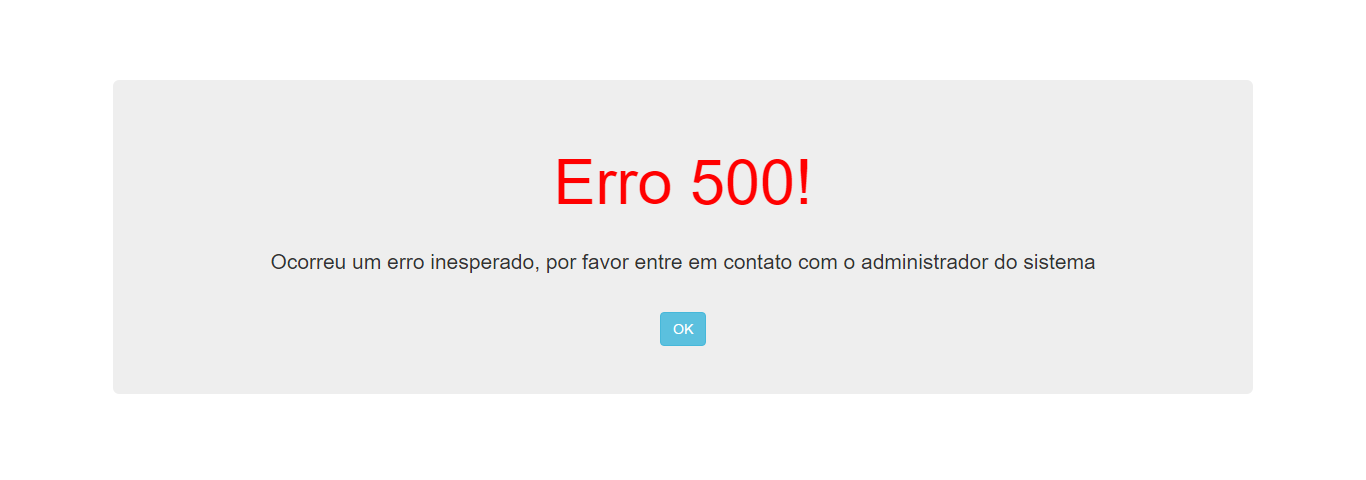 Erro 500!
Ocorreu um erro inesperado, por favor entre em contato com o administrador do sistema
OK